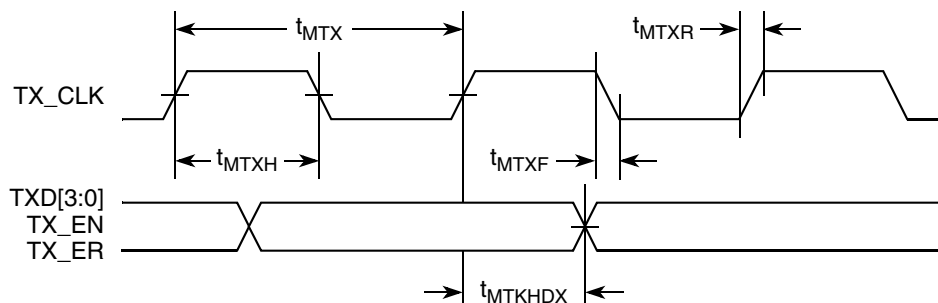 tMTX
tMTXR
TX_CLK
tMTXH
tMTXF
TXD[3:0]
TX_EN
TX_ER
tMTKHDX